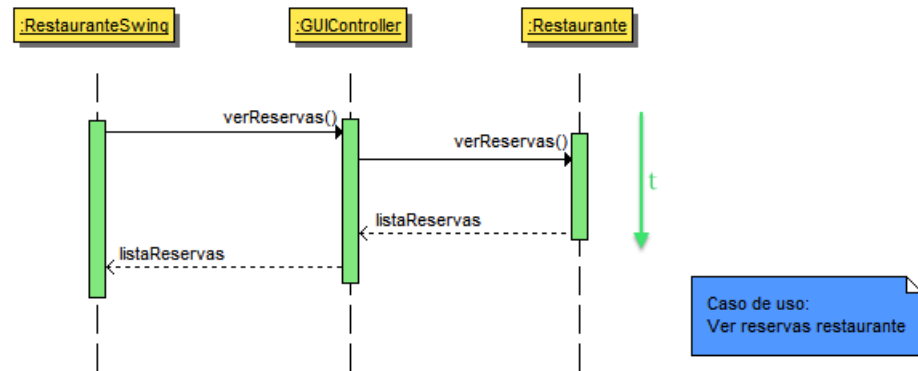 :RestauranteSwing
:GUIController
:Restaurante
verReservas()
verReservas()
t
listaReservas
listaReservas
Caso de uso:
Ver reservas restaurante